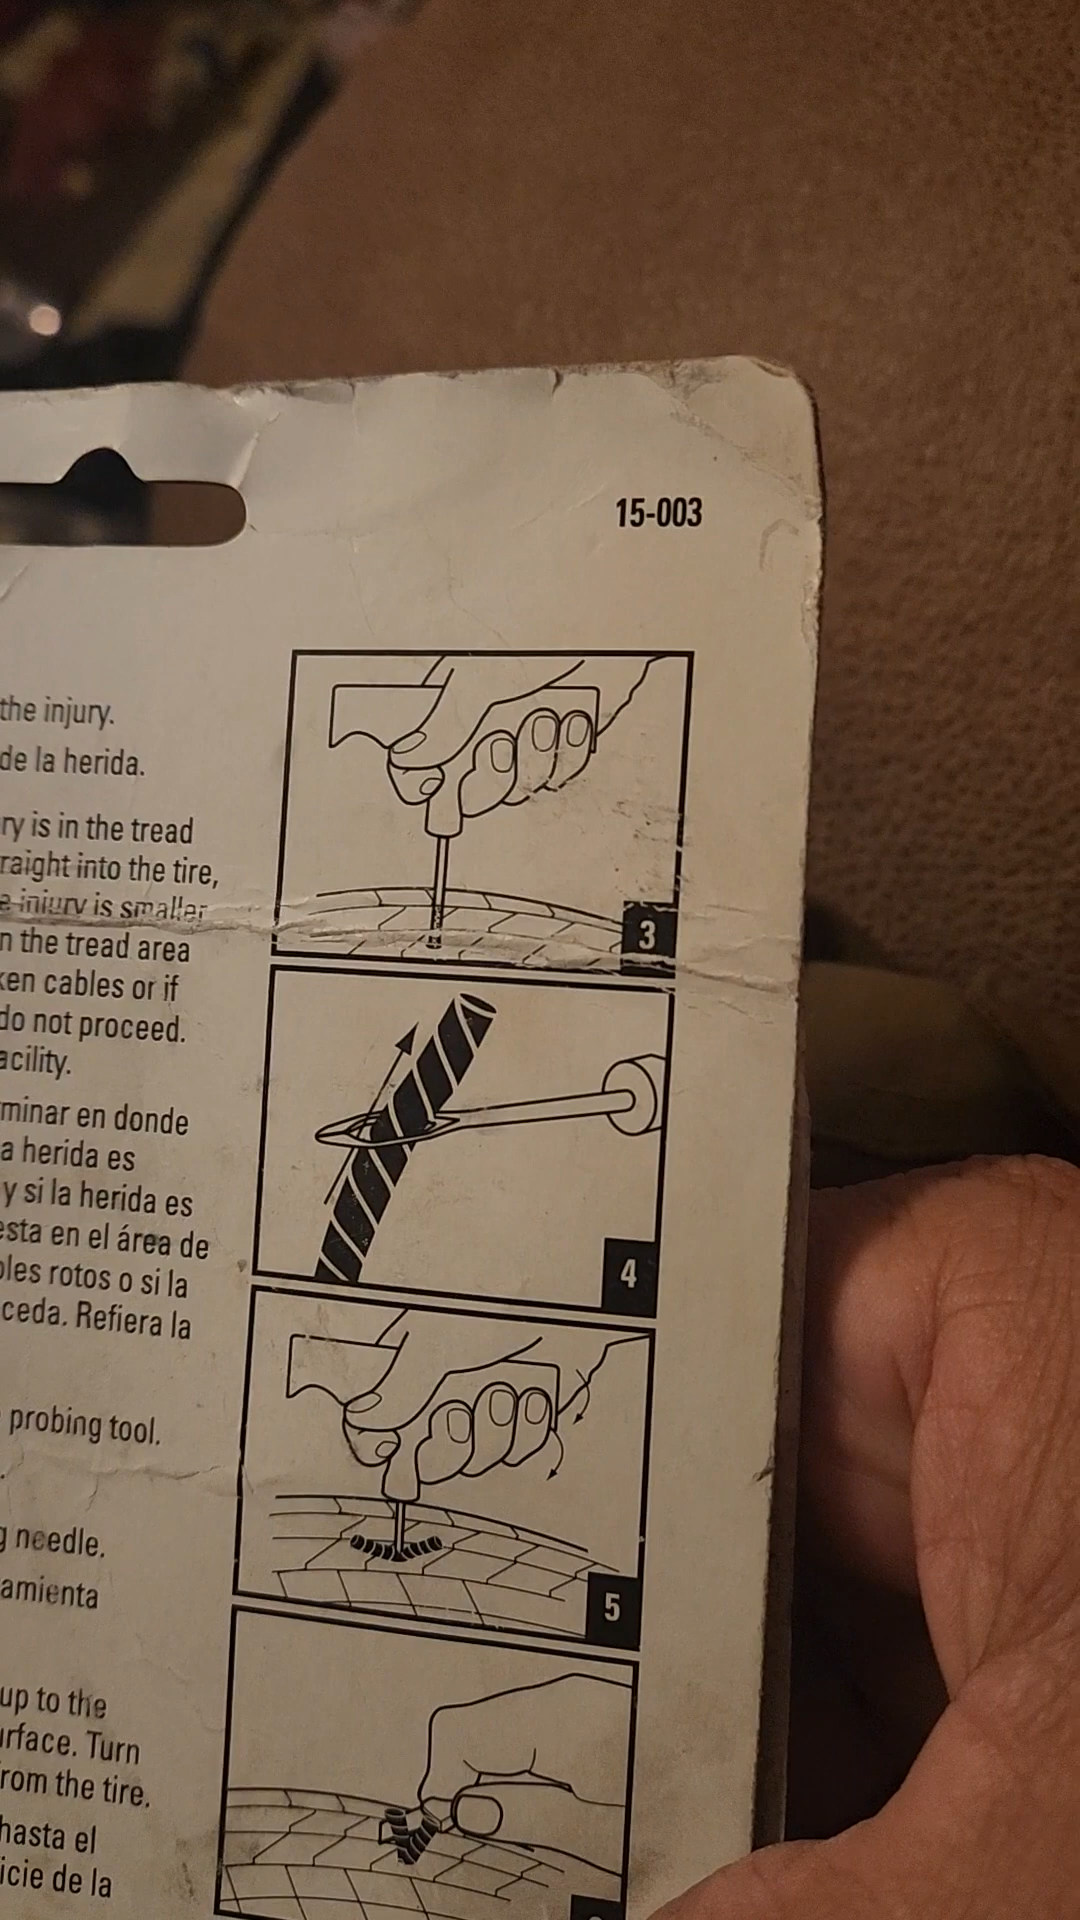 15-003
the injury.
de la herida.
ry is in the tread
raight into the tire,
e injury is smaller
n the tread area
ken cables or if
do not proceed.
acility.
minar en donde
a herida es
y si la herida es
esta en el área de
bles rotos o si la
ceda. Refiera la
probing tool.
g needle.
amienta
up to the
urface. Turn
from the tire.
hasta el
icie de la
3
4
5